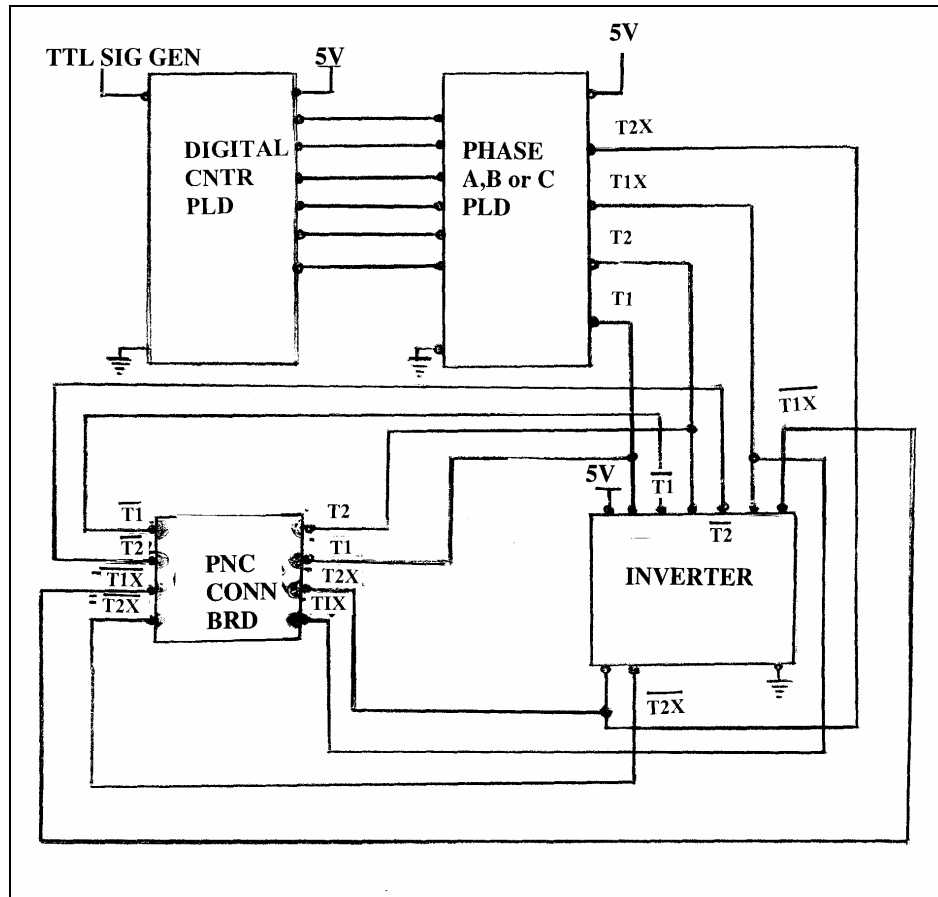 TTL SIG GEN
5V
5V
DIGITAL
CNTR
PLD
PHASE
A,B or C
PLD
T2X
T1X
T2
T1
T1X
5V
T1
T2
INVERTER
T2X
T1
T2
T1X
T2X
PNC
CONN
BRD
T2
T1
T2X
TIX